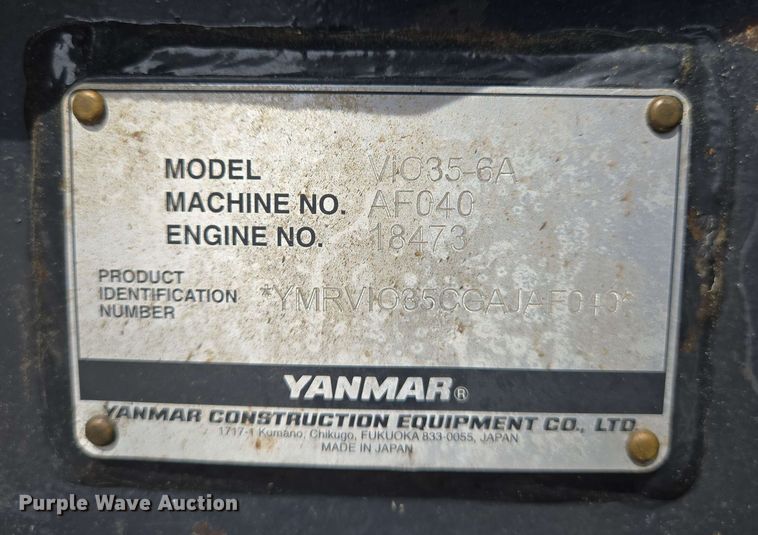 MODEL VIO35-6A
MACHINE NO. AF040
ENGINE NO. 18473
PRODUCT
IDENTIFICATION
NUMBER *YMRVIO35CGAJAF040*
YANMAR®
YANMAR CONSTRUCTION EQUIPMENT CO., LTD.
1717-1 Kumano, Chikugo, FUKUOKA 833-0055, JAPAN
MADE IN JAPAN
Purple Wave Auction